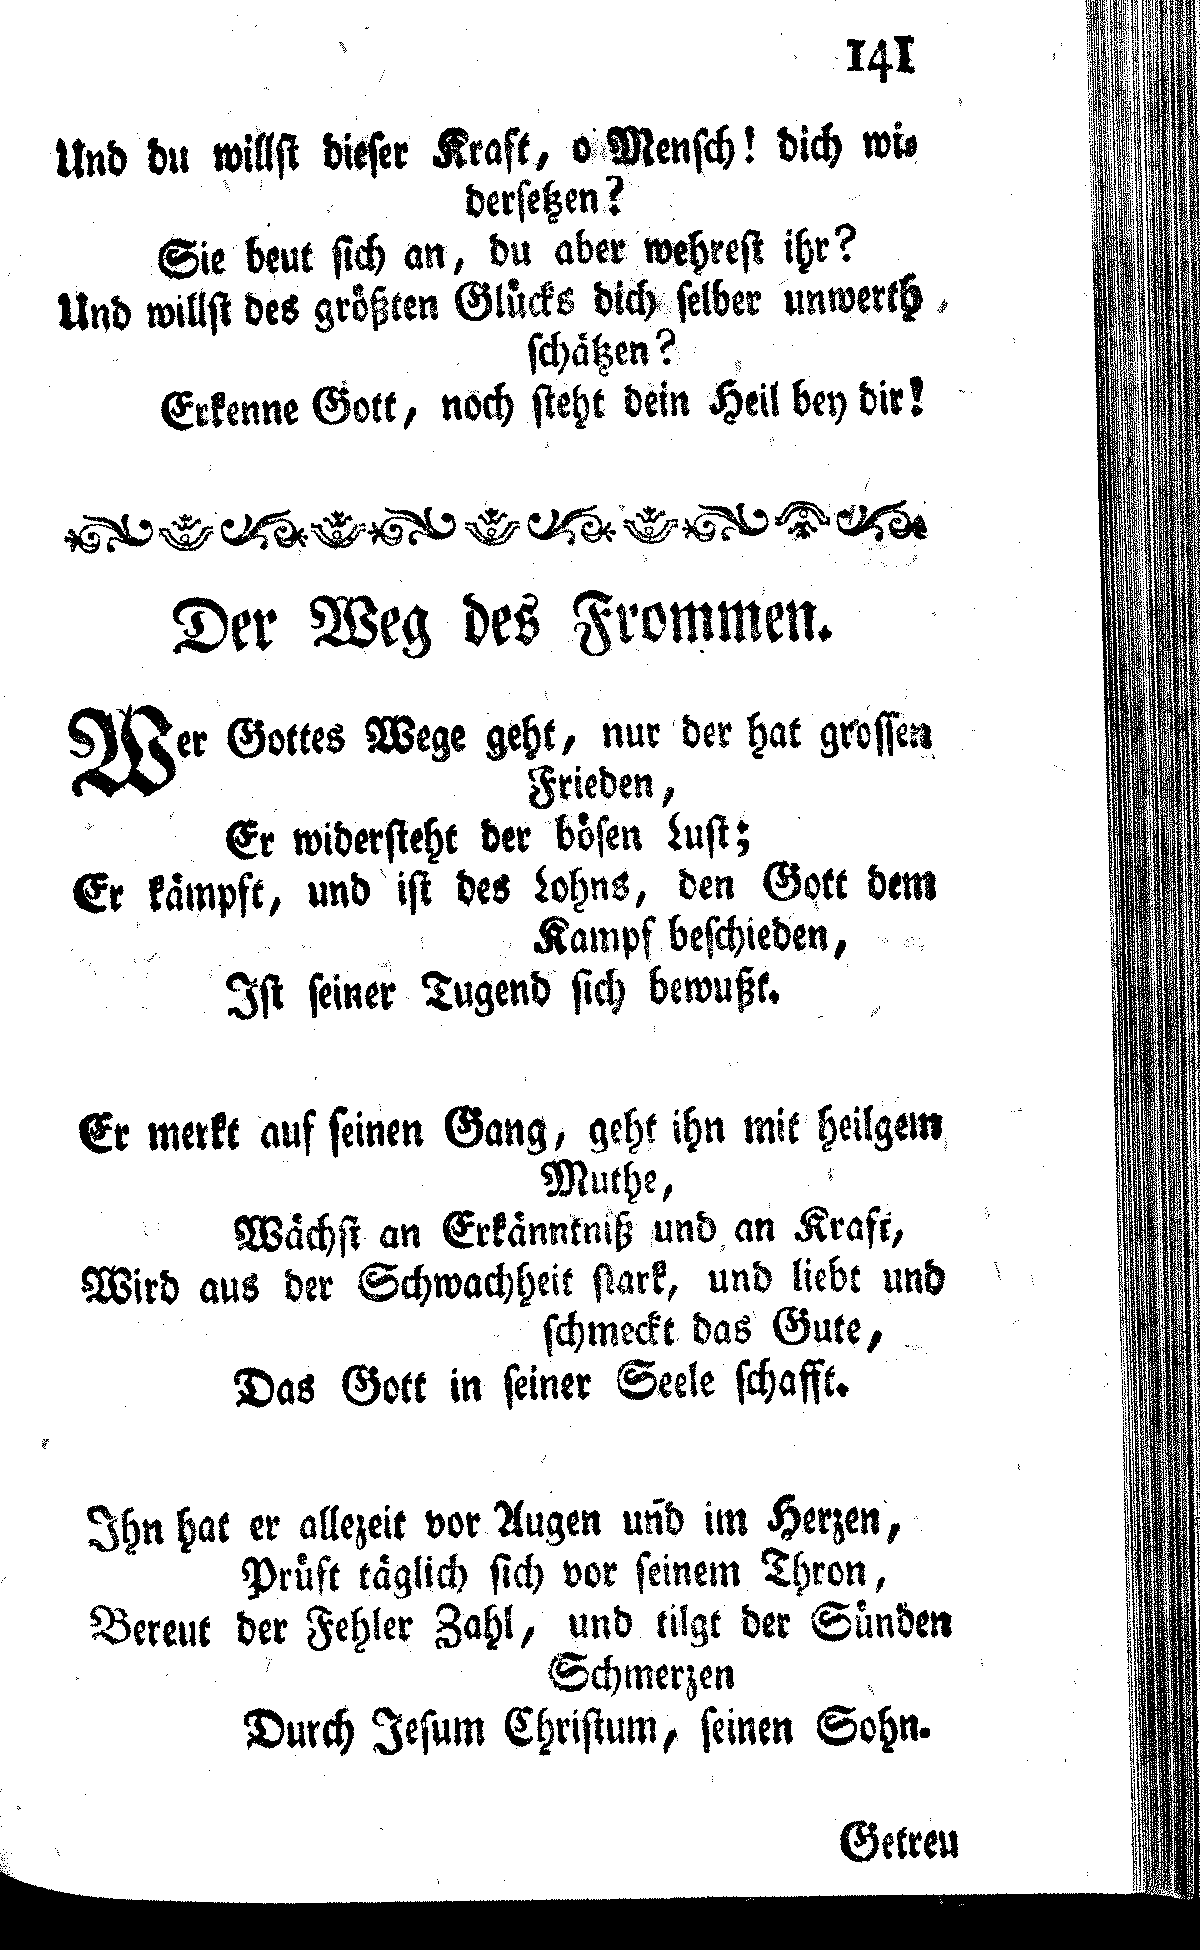 141
Und du willst dieser Kraft, o Mensch! dich wi-
dersetzen?
Sie beut sich an, du aber wehrest ihr?
Und willst des größten Glücks dich selber unwerth
schätzen?
Erkenne Gott, noch steht dein Heil bey dir!
Der Weg des Frommen.
Wer Gottes Wege geht, nur der hat grossen
Frieden,
Er widersteht der bösen Lust;
Er kämpft, und ist des Lohns, den Gott dem
Kampf beschieden,
Ist seiner Tugend sich bewußt.
Er merkt auf seinen Gang, geht ihn mit heilgem
Muthe,
Wächst an Erkänntniß und an Kraft,
Wird aus der Schwachheit stark, und liebt und
schmeckt das Gute,
Das Gott in seiner Seele schafft.
Ihn hat er allezeit vor Augen uñd im Herzen,
Prüft täglich sich vor seinem Thron,
Bereut der Fehler Zahl, und tilgt der Sünden
Schmerzen
Durch Jesum Christum, seinen Sohn.
Getreu